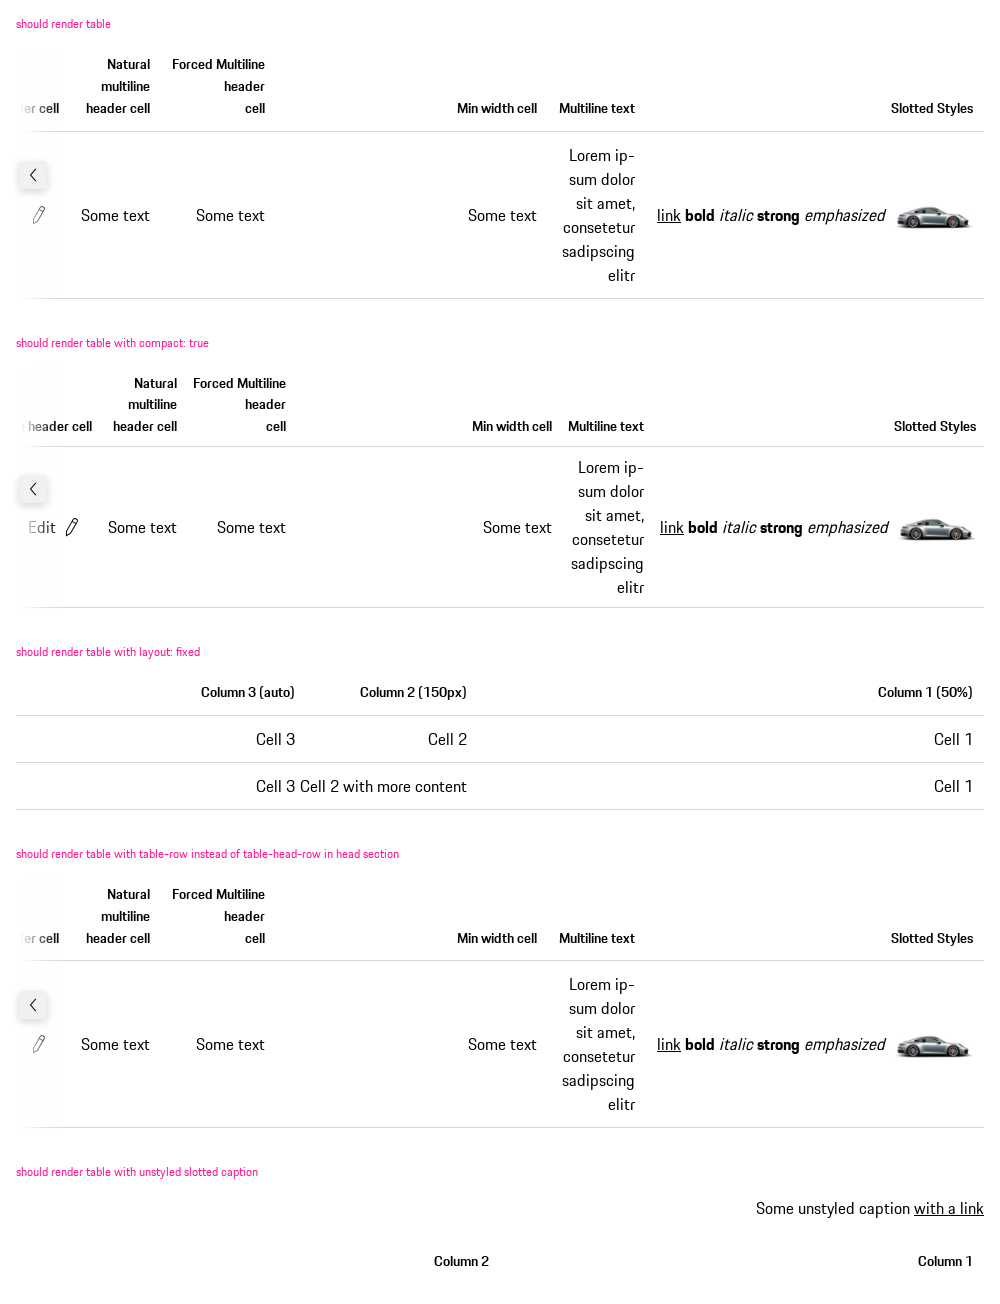 should render table
Natural Forced Multiline
multiline header
er cell header cell cell Min width cell Multiline text Slotted Styles
Lorem ip-
sum dolor
sit amet,
Some text Some text Some text link bold italic strong emphasized
consetetur
sadipscing
elitr
should render table with compact: true
Natural Forced Multiline
multiline header
header cell header cell cell Min width cell Multiline text Slotted Styles
Lorem ip-
sum dolor
sit amet,
Edit Some text Some text Some text link bold italic strong emphasized
consetetur
sadipscing
elitr
should render table with layout: fixed
Column 3 (auto) Column 2 (150px) Column 1 (50%)
Cell 3 Cell 2 Cell 1
Cell 3 Cell 2 with more content Cell 1
should render table with table-row instead of table-head-row in head section
Natural Forced Multiline
multiline header
er cell header cell cell Min width cell Multiline text Slotted Styles
Lorem ip-
sum dolor
sit amet,
Some text Some text Some text link bold italic strong emphasized
consetetur
sadipscing
elitr
should render table with unstyled slotted caption
Some unstyled caption with a link
Column 2 Column 1